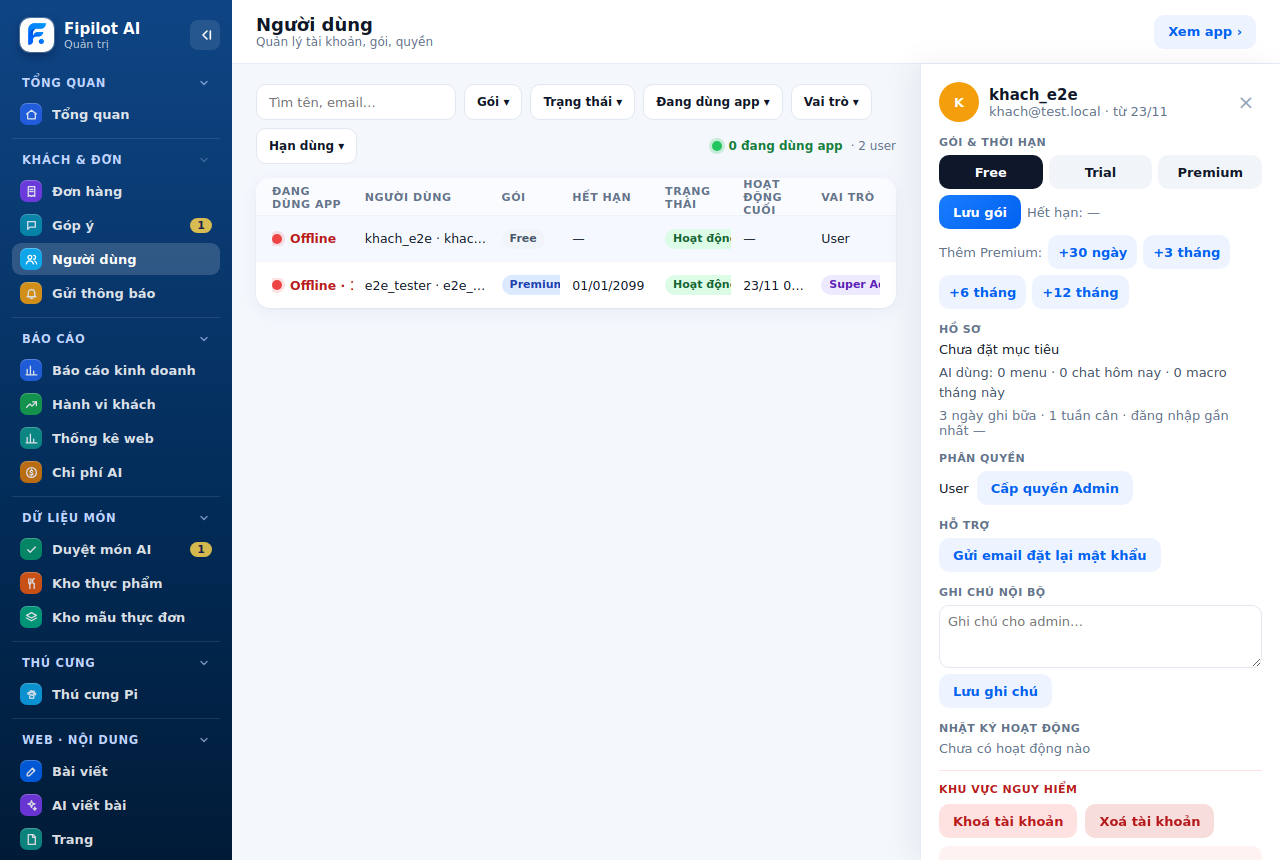 Fipilot AI
Quản trị
TỔNG QUAN
Tổng quan
KHÁCH & ĐƠN
Đơn hàng
Góp ý 1
Người dùng
Gửi thông báo
BÁO CÁO
Báo cáo kinh doanh
Hành vi khách
Thống kê web
Chi phí AI
DỮ LIỆU MÓN
Duyệt món AI 1
Kho thực phẩm
Kho mẫu thực đơn
THÚ CƯNG
Thú cưng Pi
WEB · NỘI DUNG
Bài viết
AI viết bài
Trang
Người dùng
Quản lý tài khoản, gói, quyền
Xem app ›
Tìm tên, email...
Gói ▾
Trạng thái ▾
Đang dùng app ▾
Vai trò ▾
Hạn dùng ▾
0 đang dùng app · 2 user
ĐANG DÙNG APP
NGƯỜI DÙNG
GÓI
HẾT HẠN
TRẠNG THÁI
HOẠT ĐỘNG CUỐI
VAI TRÒ
Offline khach_e2e · khac... Free — Hoạt động — User
Offline · e2e_tester · e2e_... Premium 01/01/2099 Hoạt động 23/11 0... Super
K
khach_e2e
khach@test.local · từ 23/11
GÓI & THỜI HẠN
Free
Trial
Premium
Lưu gói
Hết hạn: —
Thêm Premium:
+30 ngày
+3 tháng
+6 tháng
+12 tháng
HỒ SƠ
Chưa đặt mục tiêu
AI dùng: 0 menu · 0 chat hôm nay · 0 macro
tháng này
3 ngày ghi bữa · 1 tuần cân · đăng nhập gần
nhất —
PHÂN QUYỀN
User
Cấp quyền Admin
HỖ TRỢ
Gửi email đặt lại mật khẩu
GHI CHÚ NỘI BỘ
Ghi chú cho admin...
Lưu ghi chú
NHẬT KÝ HOẠT ĐỘNG
Chưa có hoạt động nào
KHU VỰC NGUY HIỂM
Khoá tài khoản
Xoá tài khoản